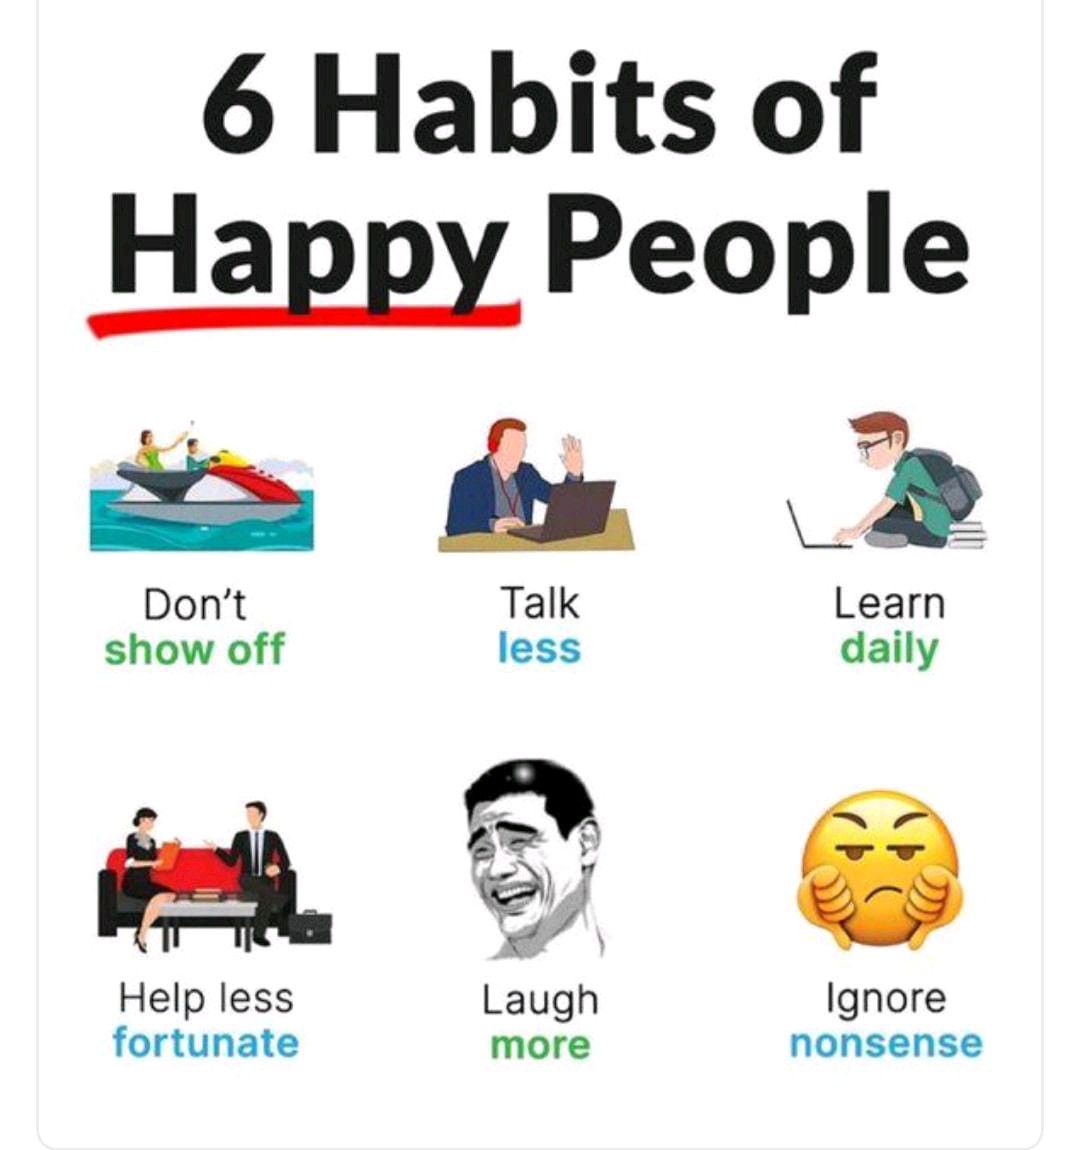 6 Habits of
Happy People
Don't
show off
Talk
less
Learn
daily
Help less
fortunate
Laugh
more
Ignore
nonsense